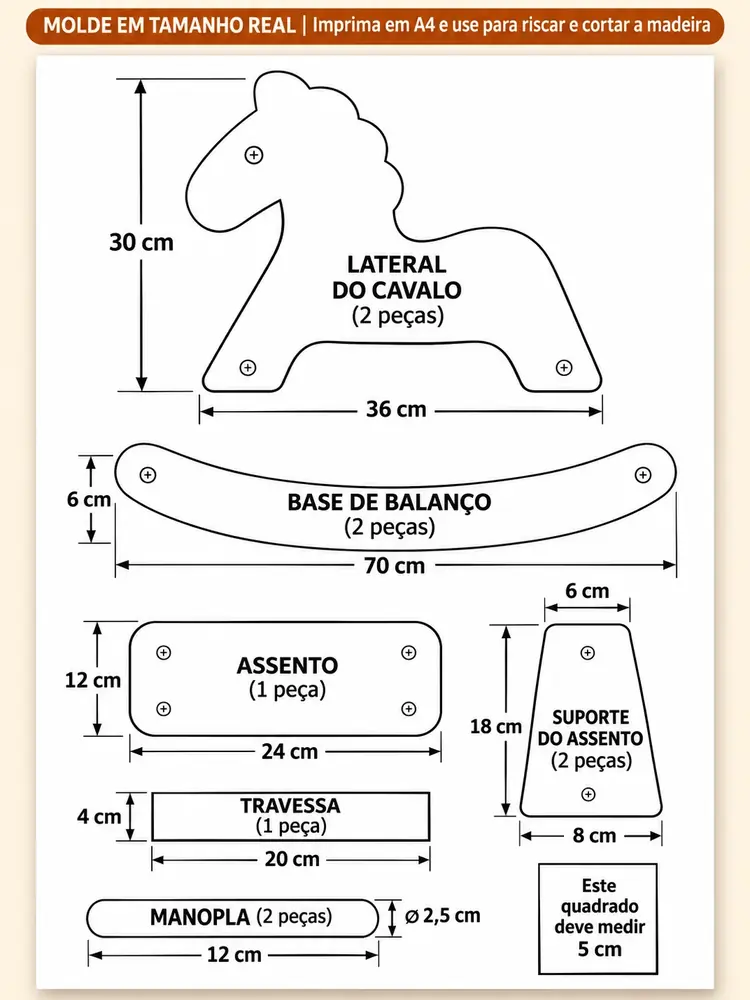 MOLDE EM TAMANHO REAL | Imprima em A4 e use para riscar e cortar a madeira
30 cm
LATERAL
DO CAVALO
(2 peças)
36 cm
6 cm
BASE DE BALANÇO
(2 peças)
70 cm
12 cm
ASSENTO
(1 peça)
24 cm
6 cm
18 cm
SUPORTE
DO ASSENTO
(2 peças)
8 cm
4 cm
TRAVESSA
(1 peça)
20 cm
MANOPLA (2 peças)
ø 2,5 cm
12 cm
Este
quadrado
deve medir
5 cm